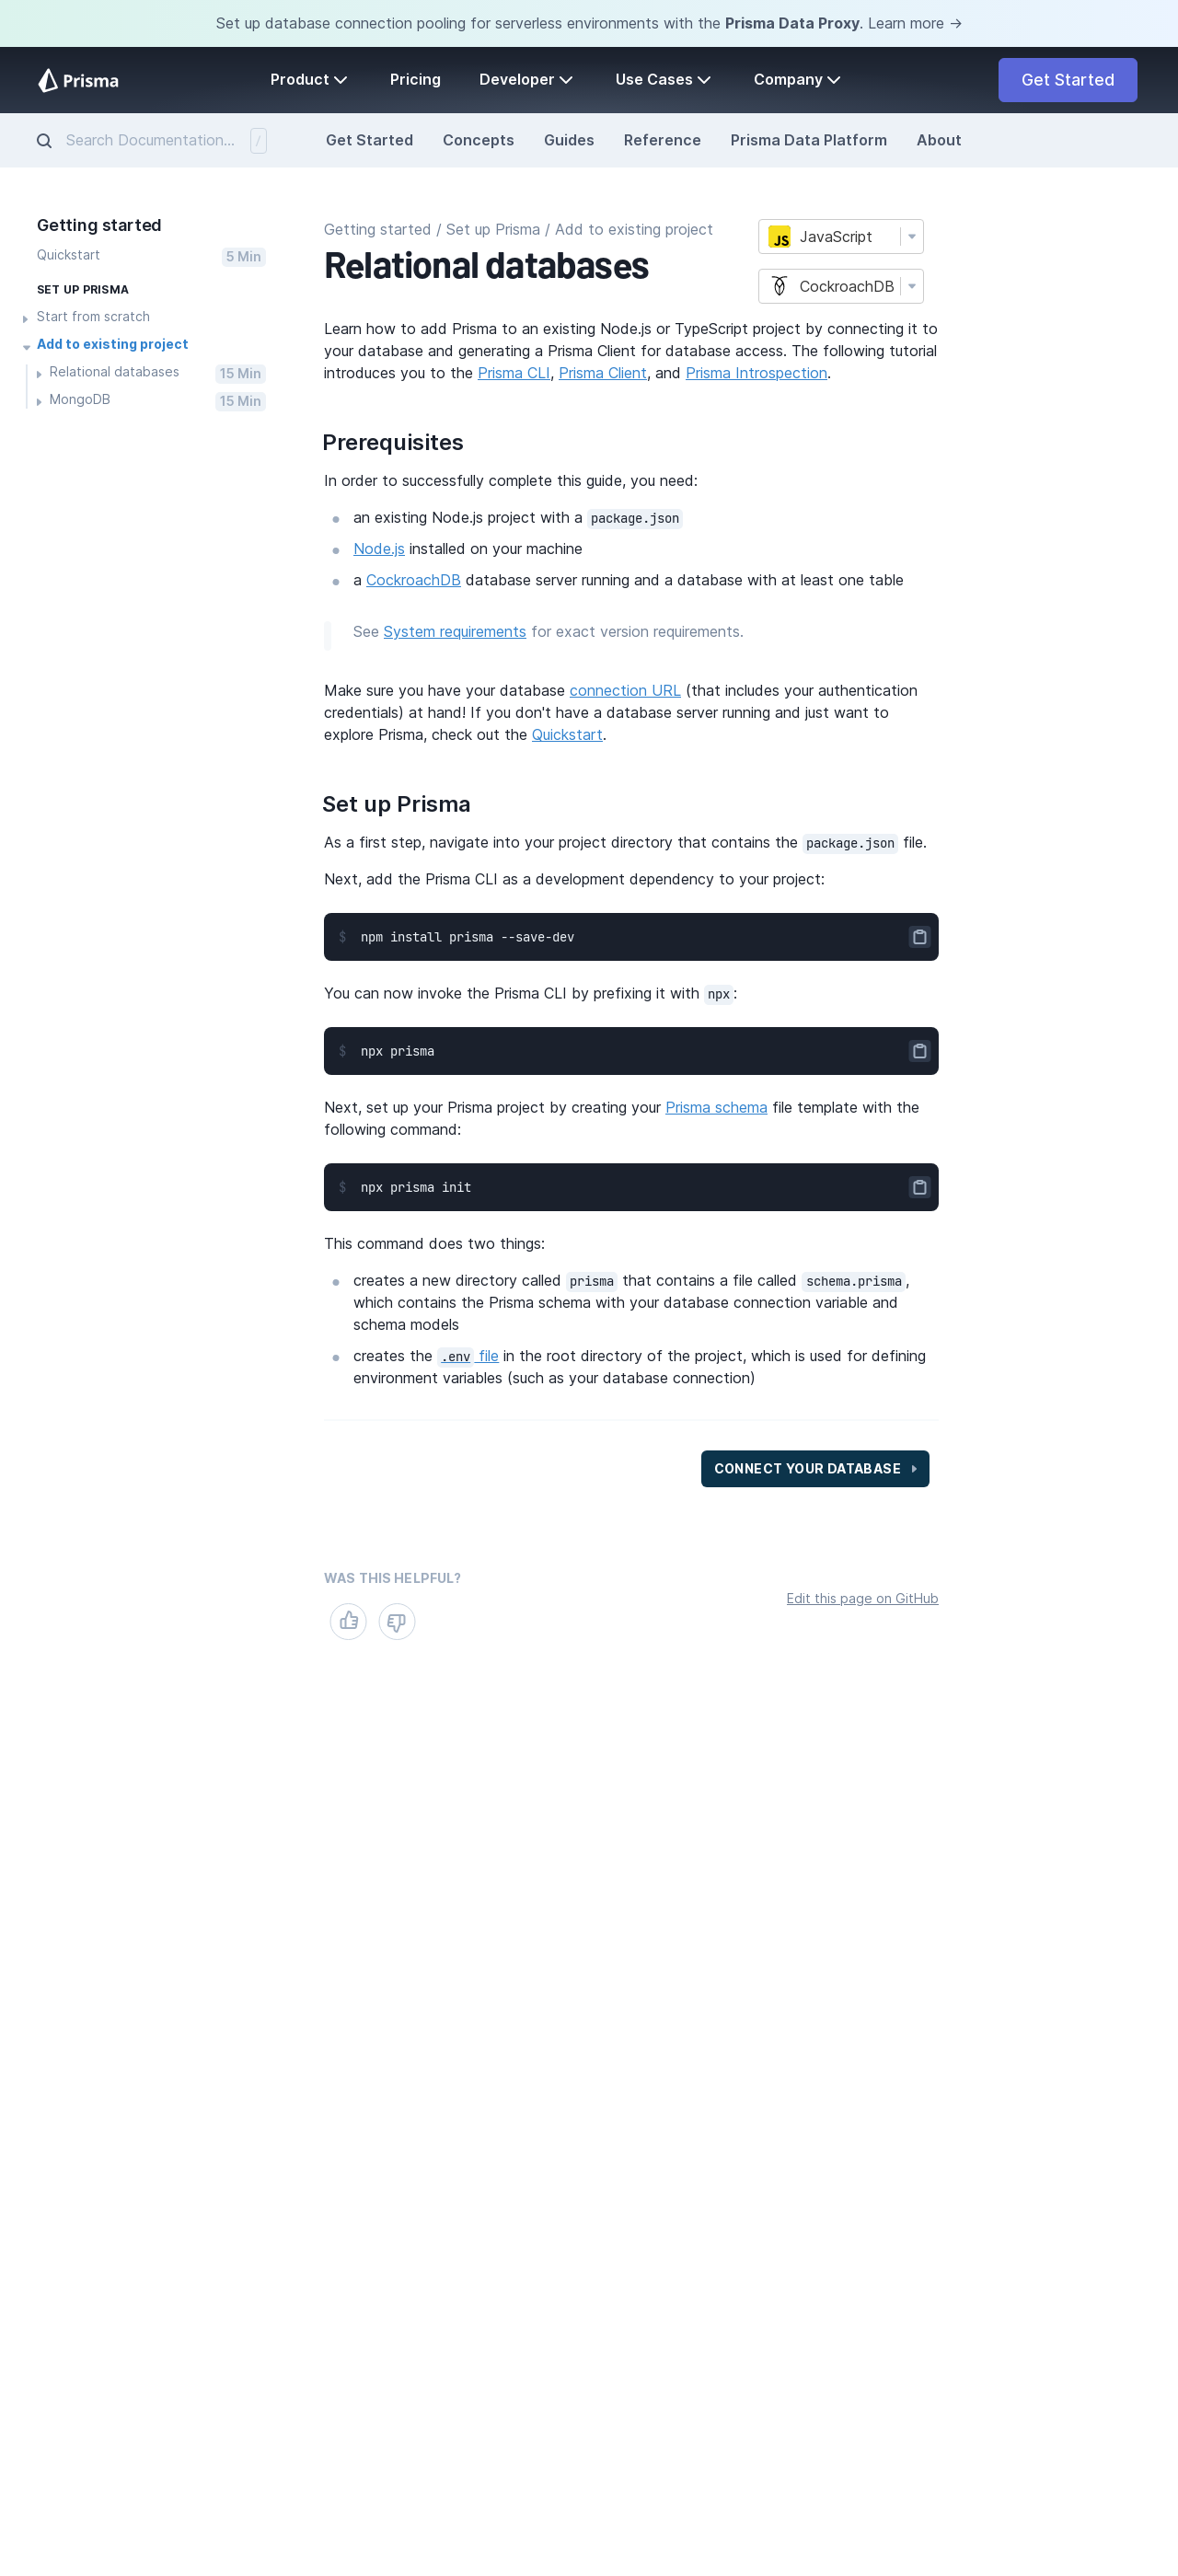 Set up database connection pooling for serverless environments with the Prisma Data Proxy. Learn more →
Prisma
Product
Pricing
Developer
Use Cases
Company
Get Started
Search Documentation...
/
Get Started
Concepts
Guides
Reference
Prisma Data Platform
About
Getting started
Quickstart
5 Min
SET UP PRISMA
Start from scratch
Add to existing project
Relational databases
15 Min
MongoDB
15 Min
Getting started / Set up Prisma / Add to existing project
Relational databases
JS JavaScript
CockroachDB
Learn how to add Prisma to an existing Node.js or TypeScript project by connecting it to
your database and generating a Prisma Client for database access. The following tutorial
introduces you to the Prisma CLI, Prisma Client, and Prisma Introspection.
Prerequisites
In order to successfully complete this guide, you need:
an existing Node.js project with a package.json
Node.js installed on your machine
a CockroachDB database server running and a database with at least one table
See System requirements for exact version requirements.
Make sure you have your database connection URL (that includes your authentication
credentials) at hand! If you don't have a database server running and just want to
explore Prisma, check out the Quickstart.
Set up Prisma
As a first step, navigate into your project directory that contains the package.json file.
Next, add the Prisma CLI as a development dependency to your project:
$ npm install prisma --save-dev
You can now invoke the Prisma CLI by prefixing it with npx:
$ npx prisma
Next, set up your Prisma project by creating your Prisma schema file template with the
following command:
$ npx prisma init
This command does two things:
creates a new directory called prisma that contains a file called schema.prisma,
which contains the Prisma schema with your database connection variable and
schema models
creates the .env file in the root directory of the project, which is used for defining
environment variables (such as your database connection)
CONNECT YOUR DATABASE
WAS THIS HELPFUL?
Edit this page on GitHub